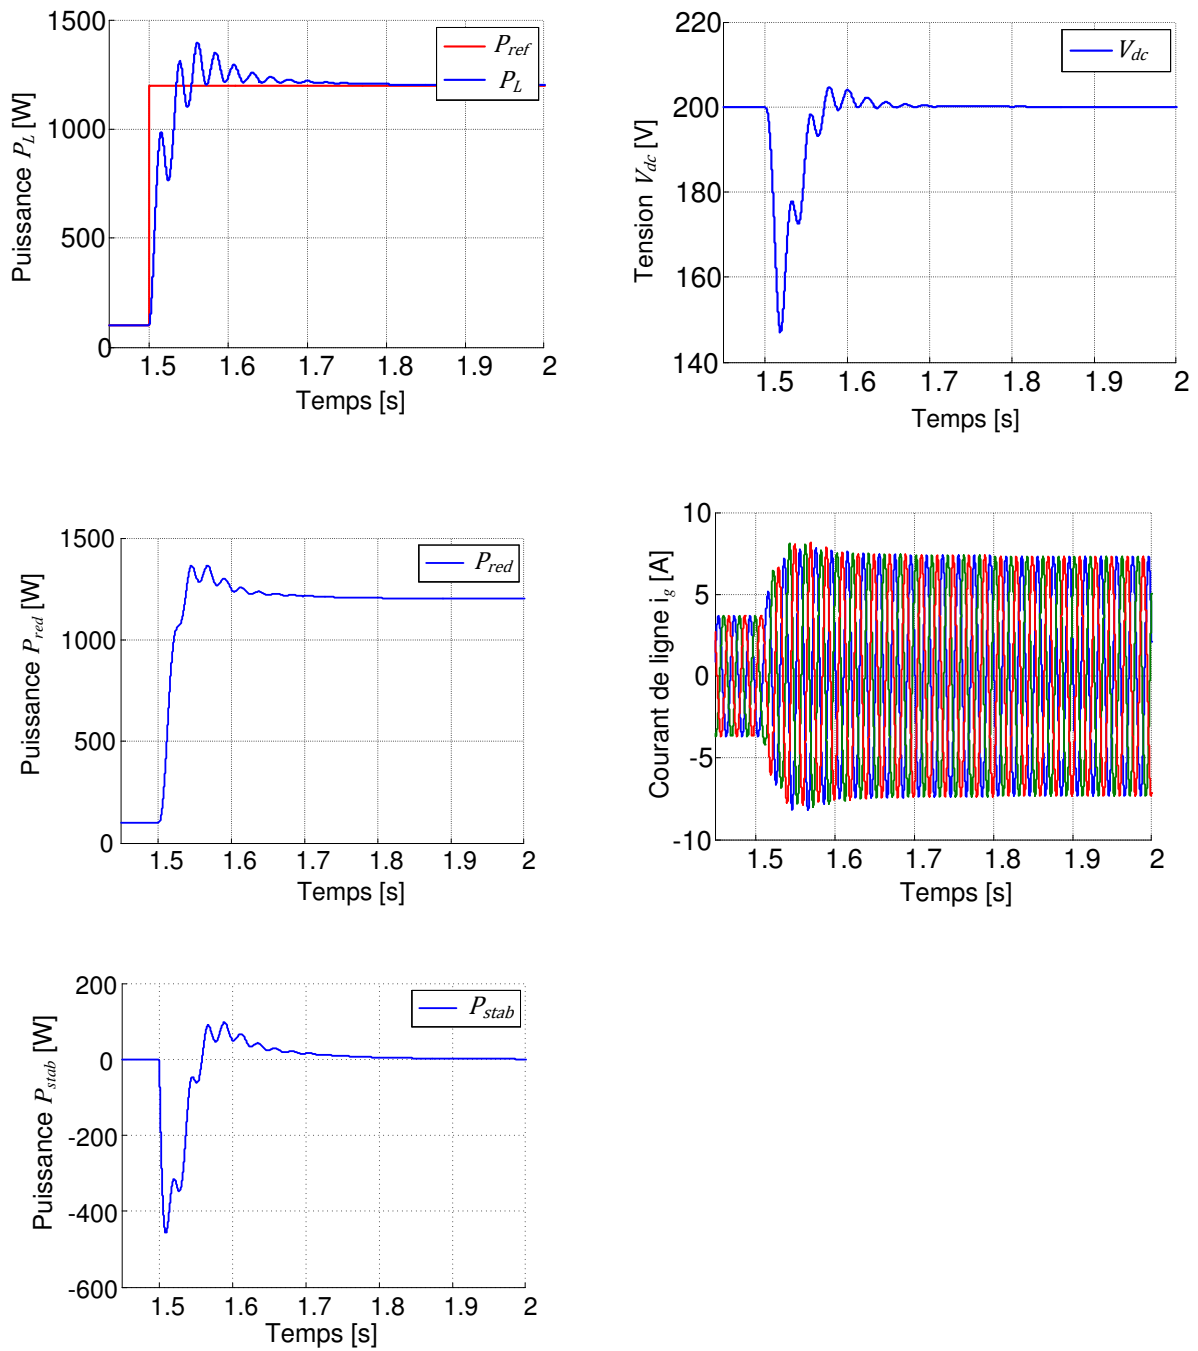 1500
1000
500
0
Puissance P_L [W]
P_ref
P_L
1.5 1.6 1.7 1.8 1.9 2
Temps [s]
220
200
180
160
140
Tension V_dc [V]
V_dc
1.5 1.6 1.7 1.8 1.9 2
Temps [s]
1500
1000
500
0
Puissance P_red [W]
P_red
1.5 1.6 1.7 1.8 1.9 2
Temps [s]
10
5
0
-5
-10
Courant de ligne i_g [A]
1.5 1.6 1.7 1.8 1.9 2
Temps [s]
200
0
-200
-400
-600
Puissance P_stab [W]
P_stab
1.5 1.6 1.7 1.8 1.9 2
Temps [s]